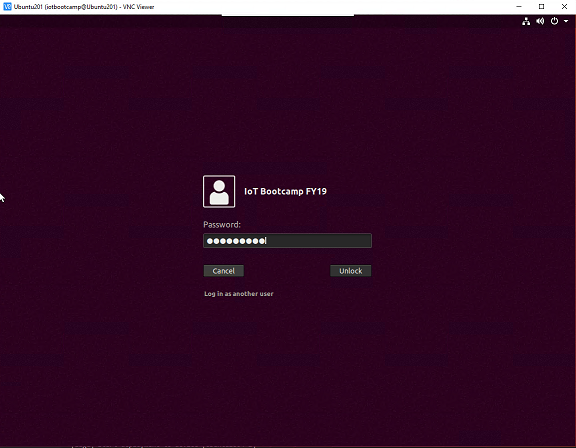 Ubuntu201 (iotbootcamp@Ubuntu201) - VNC Viewer
IoT Bootcamp FY19
Password:
Cancel
Unlock
Log in as another user